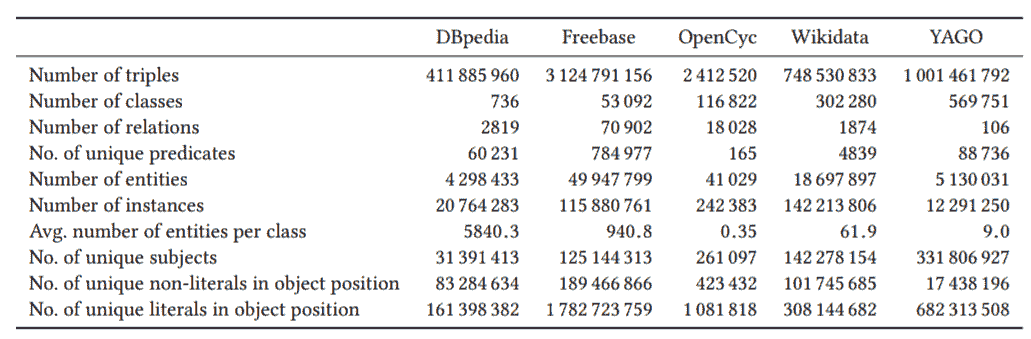 DBpedia Freebase OpenCyc Wikidata YAGO
Number of triples 411 885 960 3 124 791 156 2 412 520 748 530 833 1 001 461 792
Number of classes 736 53 092 116 822 302 280 569 751
Number of relations 2819 70 902 18 028 1874 106
No. of unique predicates 60 231 784 977 165 4839 88 736
Number of entities 4 298 433 49 947 799 41 029 18 697 897 5 130 031
Number of instances 20 764 283 115 880 761 242 383 142 213 806 12 291 250
Avg. number of entities per class 5840.3 940.8 0.35 61.9 9.0
No. of unique subjects 31 391 413 125 144 313 261 097 142 278 154 331 806 927
No. of unique non-literals in object position 83 284 634 189 466 866 423 432 101 745 685 17 438 196
No. of unique literals in object position 161 398 382 1 782 723 759 1 081 818 308 144 682 682 313 508